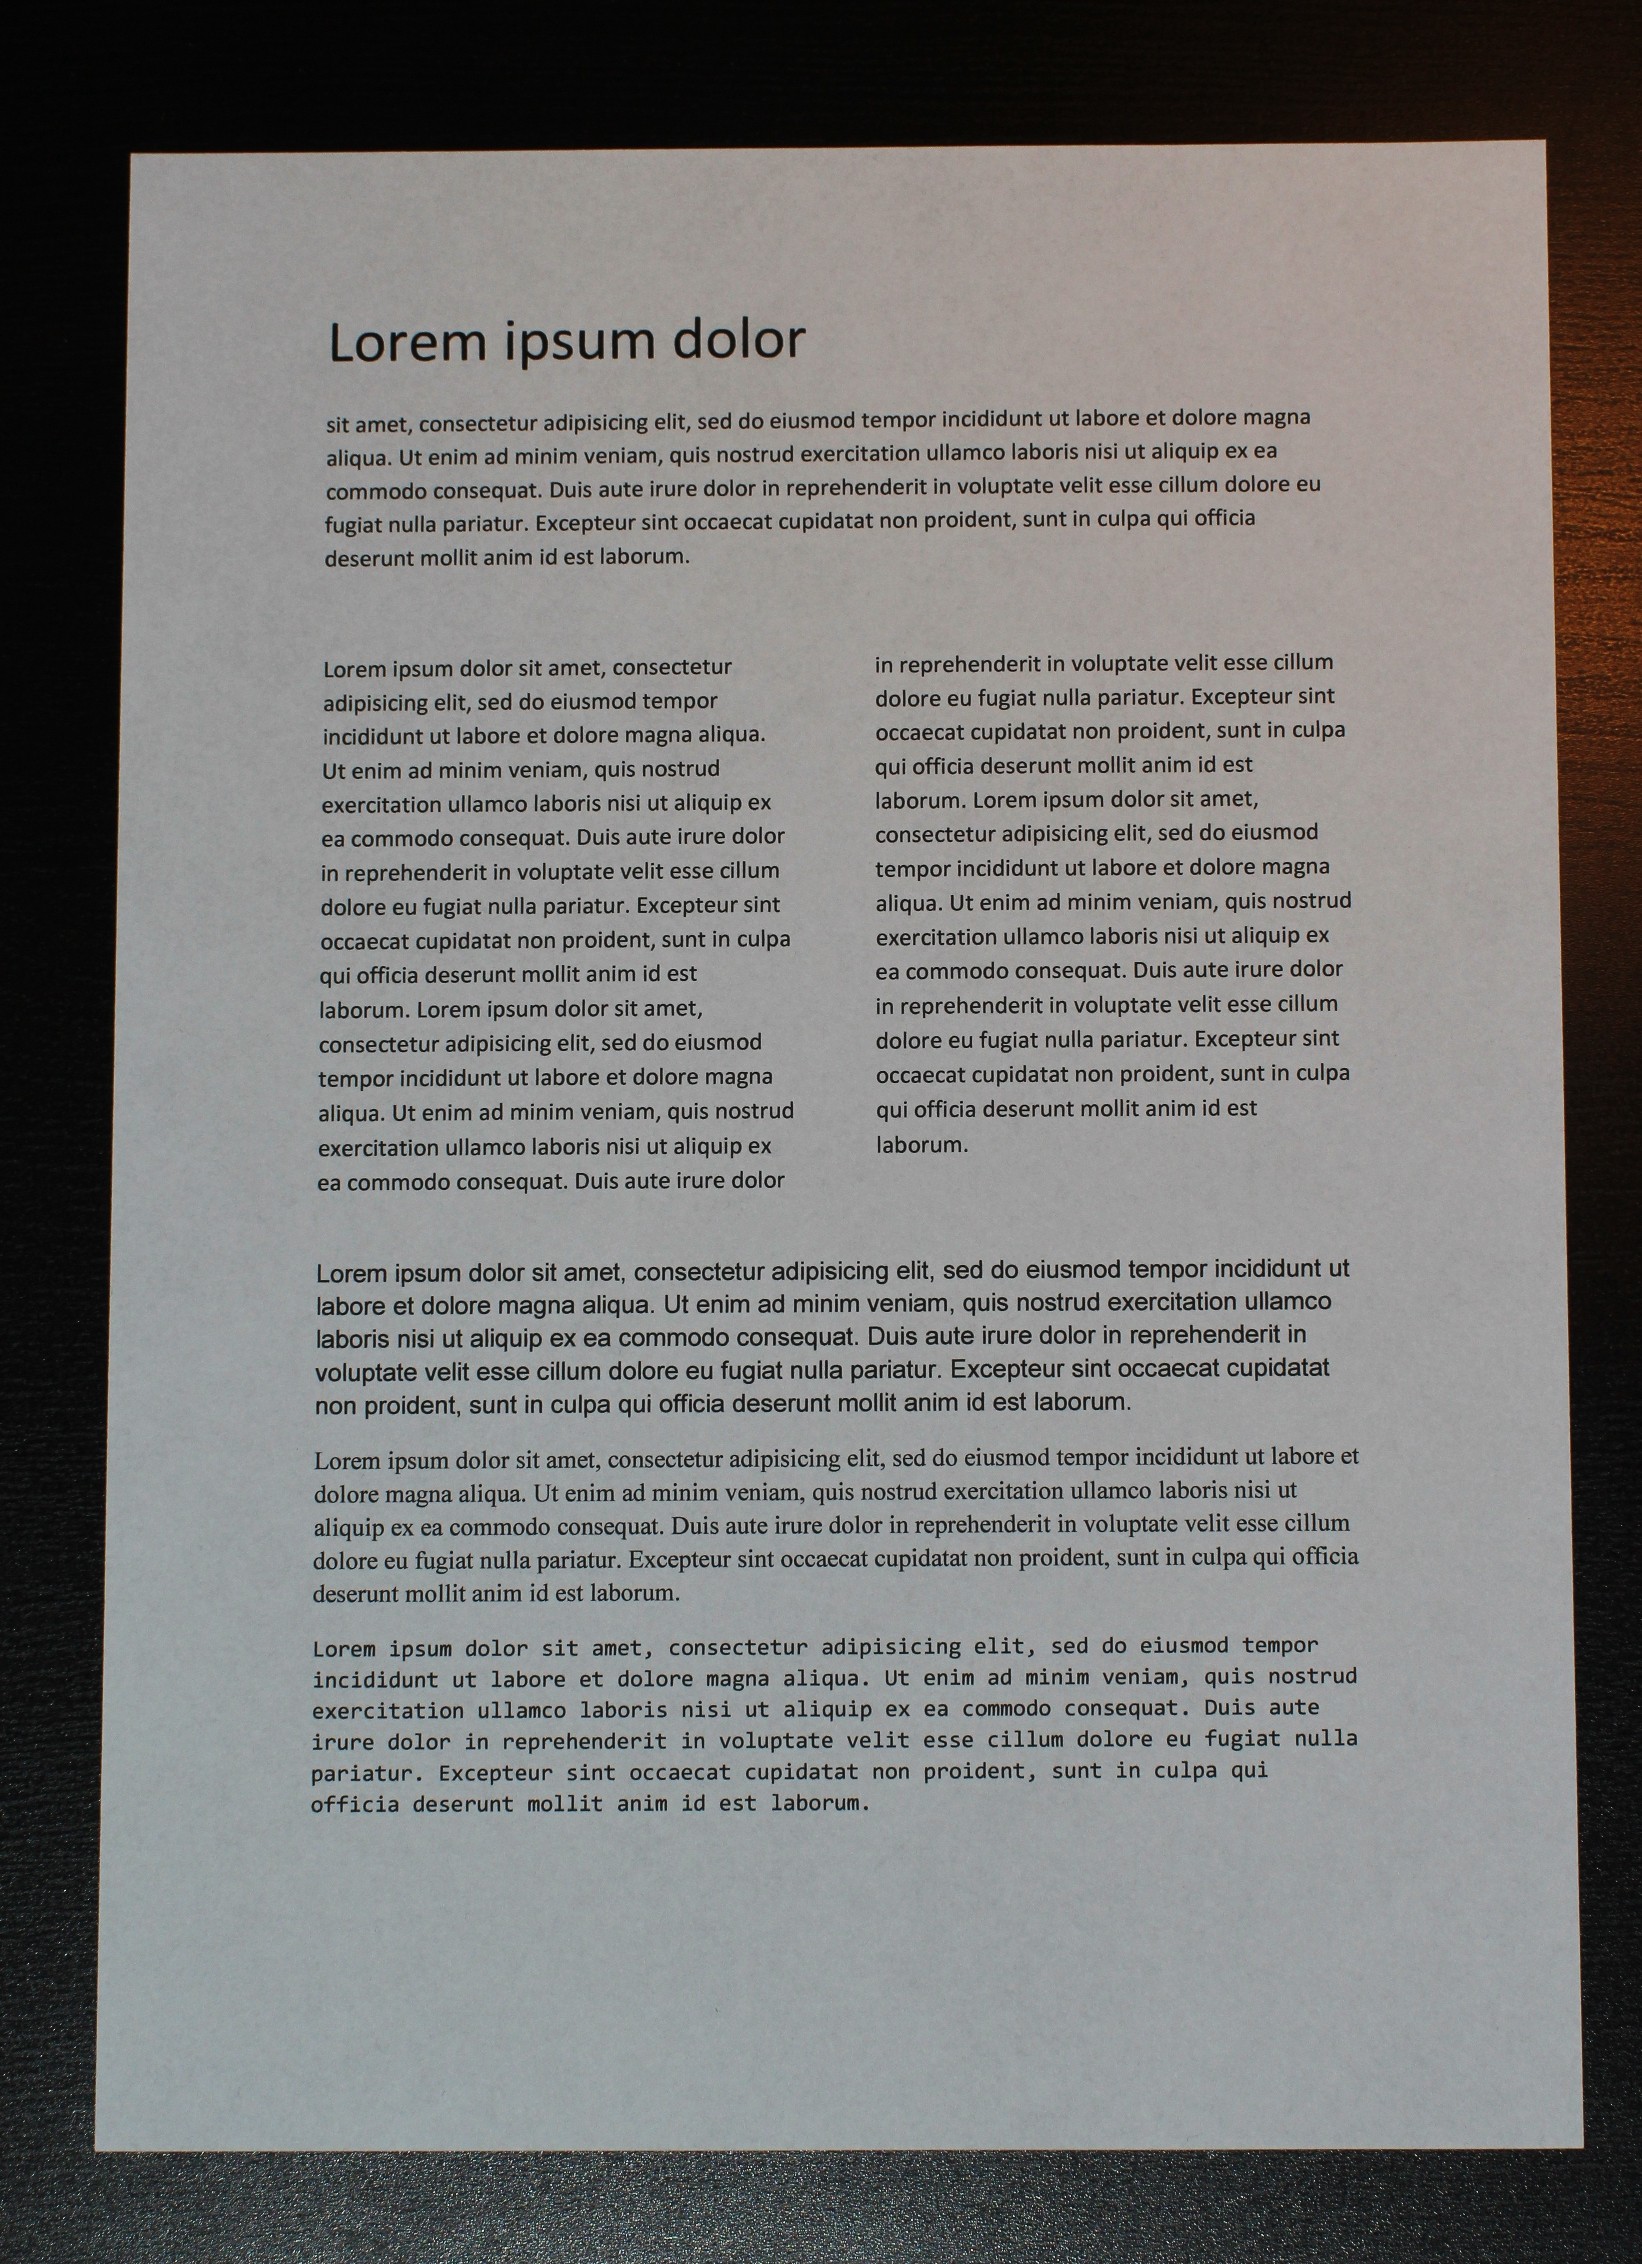 Lorem ipsum dolor
sit amet, consectetur adipisicing elit, sed do eiusmod tempor incididunt ut labore et dolore magna
aliqua. Ut enim ad minim veniam, quis nostrud exercitation ullamco laboris nisi ut aliquip ex ea
commodo consequat. Duis aute irure dolor in reprehenderit in voluptate velit esse cillum dolore eu
fugiat nulla pariatur. Excepteur sint occaecat cupidatat non proident, sunt in culpa qui officia
deserunt mollit anim id est laborum.
Lorem ipsum dolor sit amet, consectetur
adipisicing elit, sed do eiusmod tempor
incididunt ut labore et dolore magna aliqua.
Ut enim ad minim veniam, quis nostrud
exercitation ullamco laboris nisi ut aliquip ex
ea commodo consequat. Duis aute irure dolor
in reprehenderit in voluptate velit esse cillum
dolore eu fugiat nulla pariatur. Excepteur sint
occaecat cupidatat non proident, sunt in culpa
qui officia deserunt mollit anim id est
laborum. Lorem ipsum dolor sit amet,
consectetur adipisicing elit, sed do eiusmod
tempor incididunt ut labore et dolore magna
aliqua. Ut enim ad minim veniam, quis nostrud
exercitation ullamco laboris nisi ut aliquip ex
ea commodo consequat. Duis aute irure dolor
in reprehenderit in voluptate velit esse cillum
dolore eu fugiat nulla pariatur. Excepteur sint
occaecat cupidatat non proident, sunt in culpa
qui officia deserunt mollit anim id est
laborum. Lorem ipsum dolor sit amet,
consectetur adipisicing elit, sed do eiusmod
tempor incididunt ut labore et dolore magna
aliqua. Ut enim ad minim veniam, quis nostrud
exercitation ullamco laboris nisi ut aliquip ex
ea commodo consequat. Duis aute irure dolor
in reprehenderit in voluptate velit esse cillum
dolore eu fugiat nulla pariatur. Excepteur sint
occaecat cupidatat non proident, sunt in culpa
qui officia deserunt mollit anim id est
laborum.
Lorem ipsum dolor sit amet, consectetur adipisicing elit, sed do eiusmod tempor incididunt ut
labore et dolore magna aliqua. Ut enim ad minim veniam, quis nostrud exercitation ullamco
laboris nisi ut aliquip ex ea commodo consequat. Duis aute irure dolor in reprehenderit in
voluptate velit esse cillum dolore eu fugiat nulla pariatur. Excepteur sint occaecat cupidatat
non proident, sunt in culpa qui officia deserunt mollit anim id est laborum.
Lorem ipsum dolor sit amet, consectetur adipisicing elit, sed do eiusmod tempor incididunt ut labore et
dolore magna aliqua. Ut enim ad minim veniam, quis nostrud exercitation ullamco laboris nisi ut
aliquip ex ea commodo consequat. Duis aute irure dolor in reprehenderit in voluptate velit esse cillum
dolore eu fugiat nulla pariatur. Excepteur sint occaecat cupidatat non proident, sunt in culpa qui officia
deserunt mollit anim id est laborum.
Lorem ipsum dolor sit amet, consectetur adipisicing elit, sed do eiusmod tempor
incididunt ut labore et dolore magna aliqua. Ut enim ad minim veniam, quis nostrud
exercitation ullamco laboris nisi ut aliquip ex ea commodo consequat. Duis aute
irure dolor in reprehenderit in voluptate velit esse cillum dolore eu fugiat nulla
pariatur. Excepteur sint occaecat cupidatat non proident, sunt in culpa qui
officia deserunt mollit anim id est laborum.